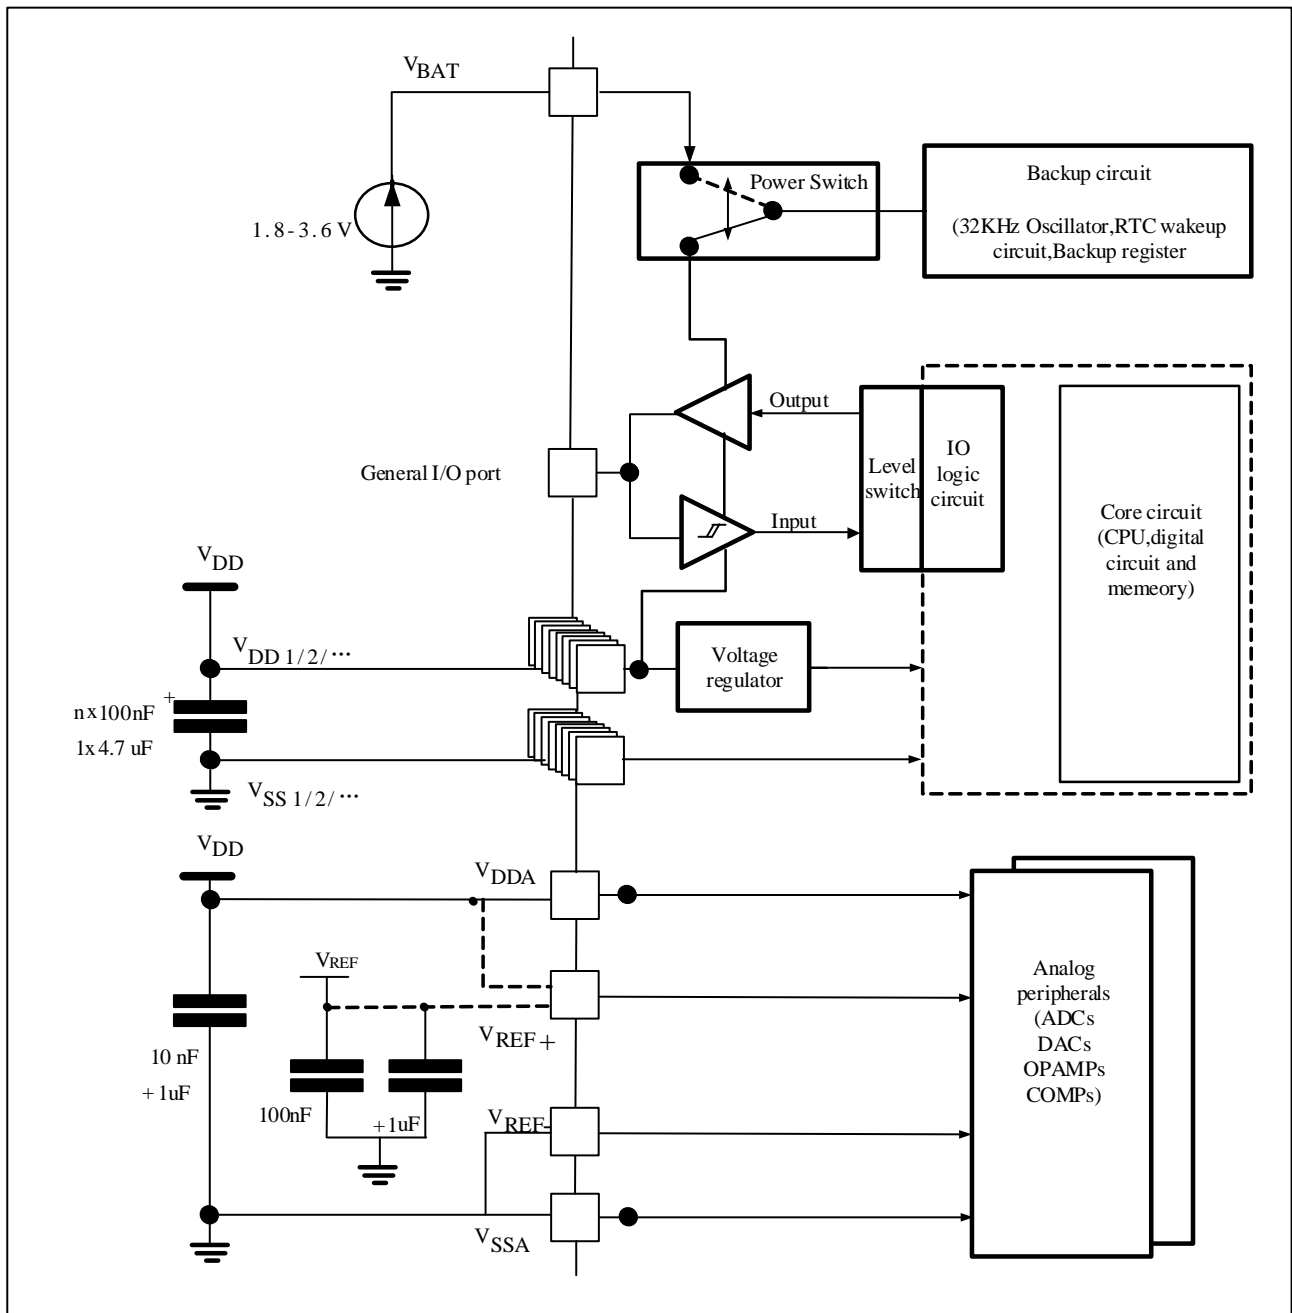 VBAT
1.8-3.6 V
Power Switch
Backup circuit
(32KHz Oscillator,RTC wakeup
circuit,Backup register
General I/O port
Output
Input
Level
switch
IO
logic
circuit
Core circuit
(CPU,digital
circuit and
memeory)
VDD
VDD 1/2/···
+
n x 100nF
1x 4.7 uF
VSS 1/2/···
Voltage
regulator
VDD
VDDA
VREF
VREF+
10 nF
+ 1uF
100nF
+1uF
VREF-
VSSA
Analog
peripherals
(ADCs
DACs
OPAMPs
COMPs)